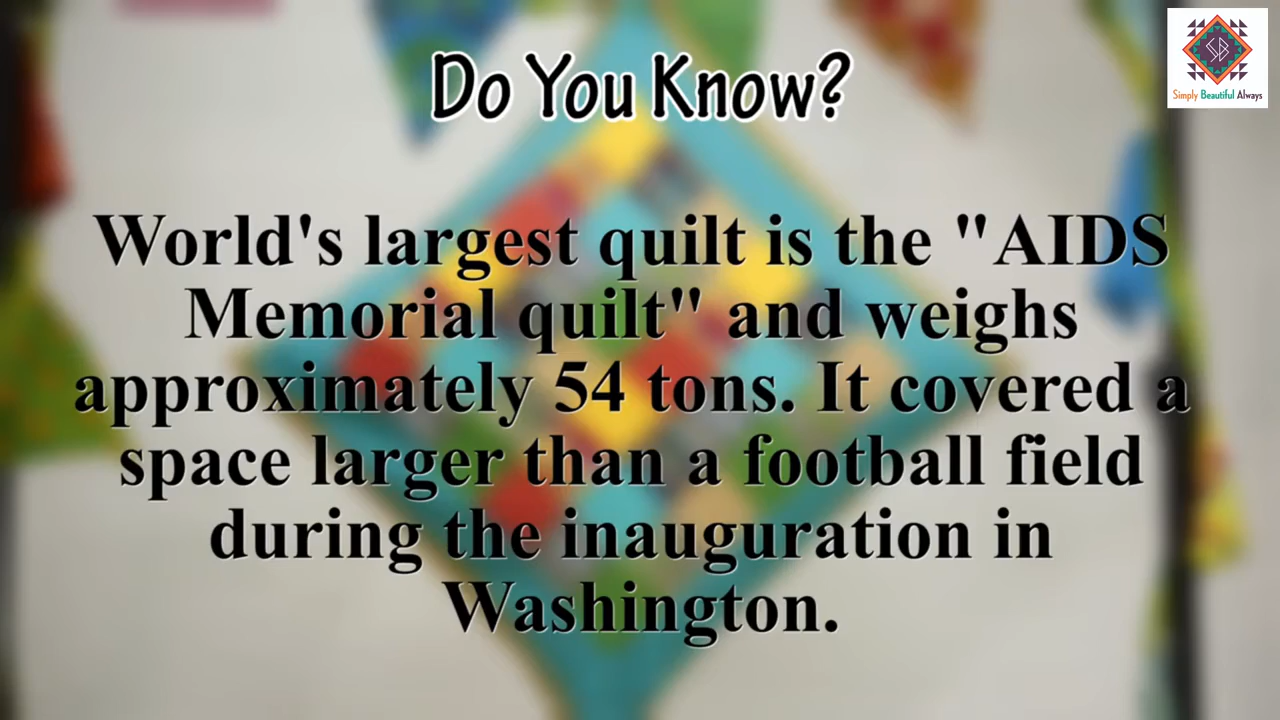 Do You Know?
SB
Simply Beautiful Always
World's largest quilt is the "AIDS
Memorial quilt" and weighs
approximately 54 tons. It covered a
space larger than a football field
during the inauguration in
Washington.